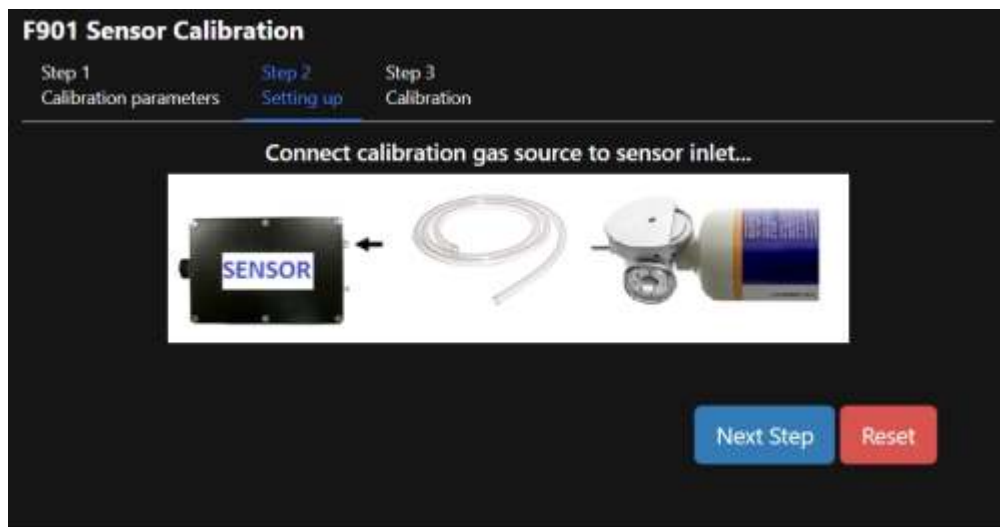 F901 Sensor Calibration
Step 1
Calibration parameters
Step 2
Setting up
Step 3
Calibration
Connect calibration gas source to sensor inlet...
SENSOR
Next Step
Reset